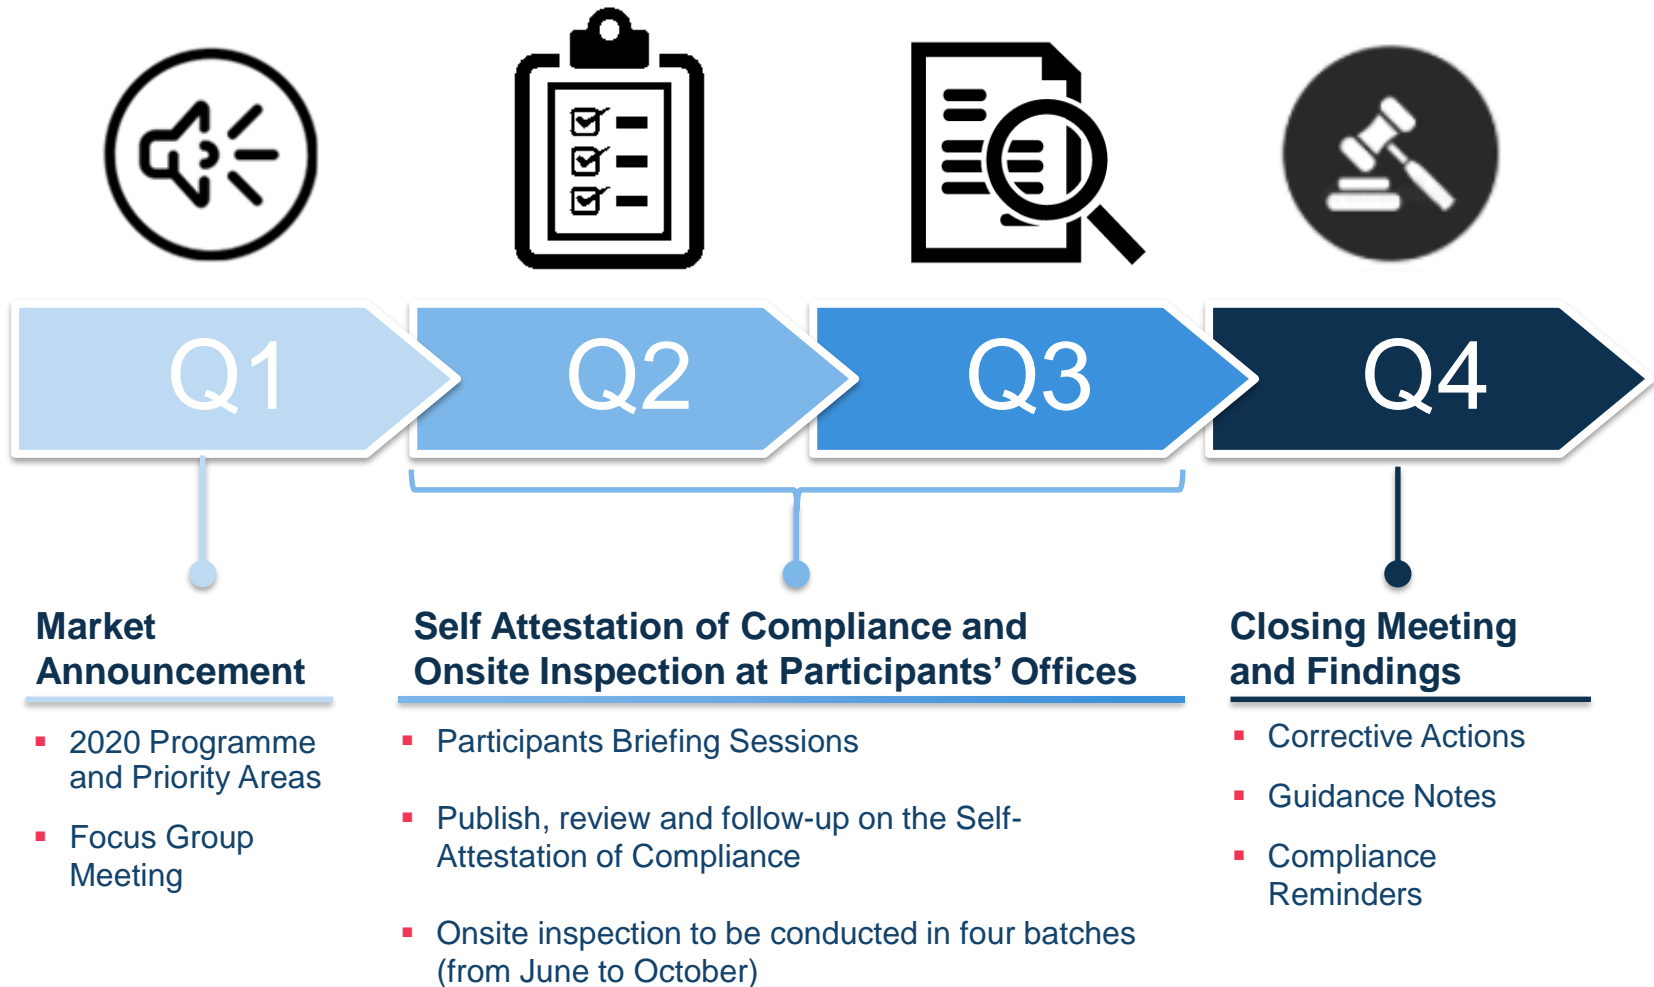 Q1
Q2
Q3
Q4
Market
Announcement
2020 Programme
and Priority Areas
Focus Group
Meeting
Self Attestation of Compliance and
Onsite Inspection at Participants’ Offices
Participants Briefing Sessions
Publish, review and follow-up on the Self-
Attestation of Compliance
Onsite inspection to be conducted in four batches
(from June to October)
Closing Meeting
and Findings
Corrective Actions
Guidance Notes
Compliance
Reminders